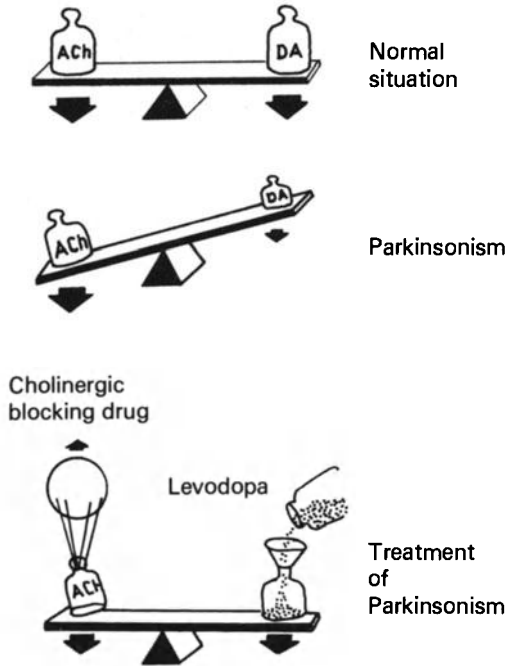 ACh
DA
Normal
situation
ACh
DA
Parkinsonism
Cholinergic
blocking drug
Levodopa
ACh
Treatment
of
Parkinsonism